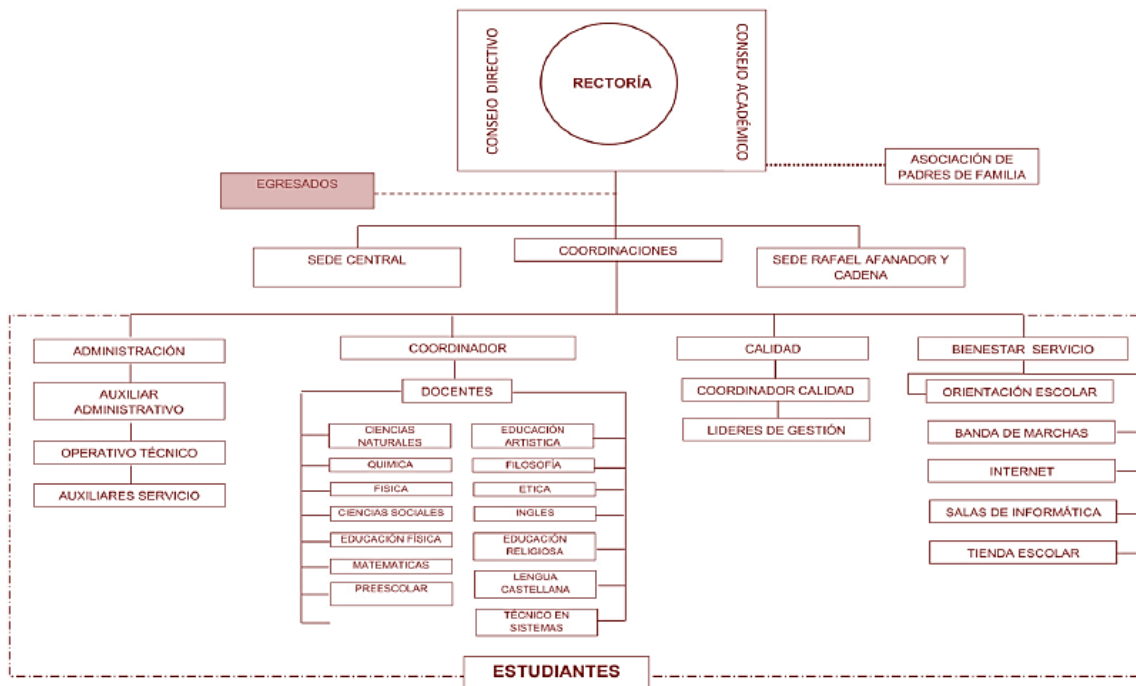 CONSEJO DIRECTIVO
RECTORÍA
CONSEJO ACADÉMICO
ASOCIACIÓN DE
PADRES DE FAMILIA
EGRESADOS
SEDE CENTRAL
COORDINACIONES
SEDE RAFAEL AFANADOR Y
CADENA
ADMINISTRACIÓN
AUXILIAR
ADMINISTRATIVO
OPERATIVO TÉCNICO
AUXILIARES SERVICIO
COORDINADOR
DOCENTES
CIENCIAS
NATURALES
QUIMICA
FISICA
CIENCIAS SOCIALES
EDUCACIÓN FÍSICA
MATEMATICAS
PREESCOLAR
EDUCACIÓN
ARTISTICA
FILOSOFÍA
ETICA
INGLES
EDUCACIÓN
RELIGIOSA
LENGUA
CASTELLANA
TÉCNICO EN
SISTEMAS
CALIDAD
COORDINADOR CALIDAD
LIDERES DE GESTIÓN
BIENESTAR SERVICIO
ORIENTACIÓN ESCOLAR
BANDA DE MARCHAS
INTERNET
SALAS DE INFORMÁTICA
TIENDA ESCOLAR
ESTUDIANTES